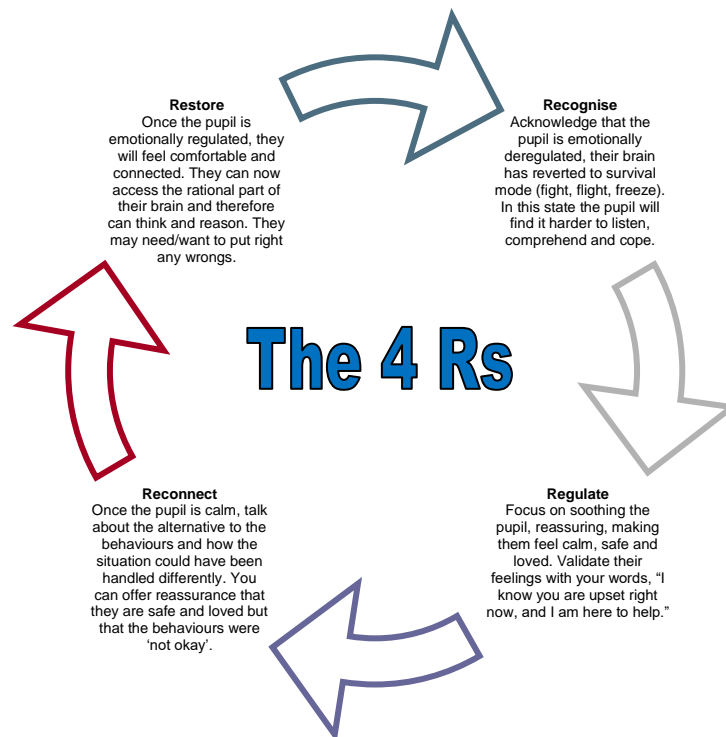 Restore
Once the pupil is
emotionally regulated, they
will feel comfortable and
connected. They can now
access the rational part of
their brain and therefore
can think and reason. They
may need/want to put right
any wrongs.
Recognise
Acknowledge that the
pupil is emotionally
deregulated, their brain
has reverted to survival
mode (fight, flight, freeze).
In this state the pupil will
find it harder to listen,
comprehend and cope.
The 4 Rs
Reconnect
Once the pupil is calm, talk
about the alternative to the
behaviours and how the
situation could have been
handled differently. You
can offer reassurance that
they are safe and loved but
that the behaviours were
‘not okay’.
Regulate
Focus on soothing the
pupil, reassuring, making
them feel calm, safe and
loved. Validate their
feelings with your words, “I
know you are upset right
now, and I am here to help.”